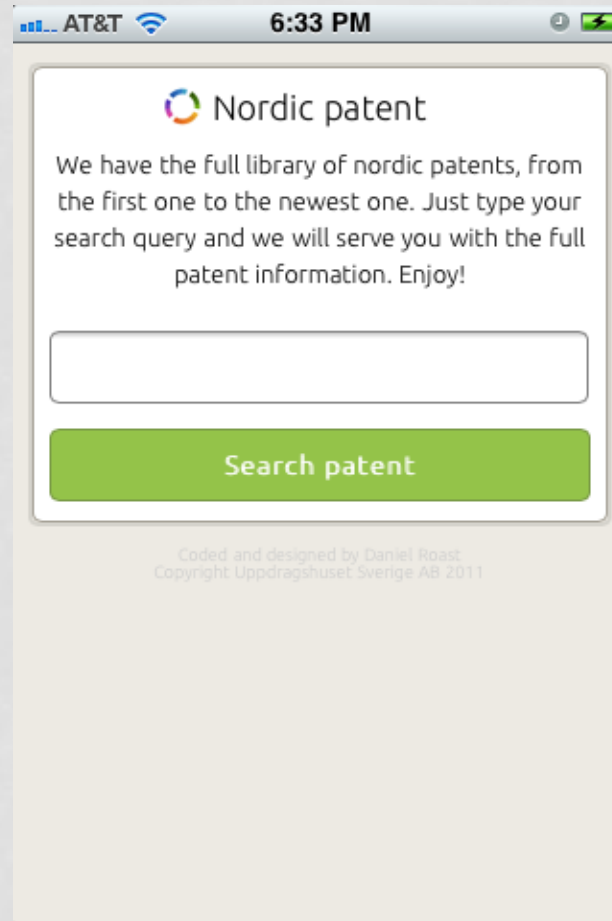 AT&T 6:33 PM
Nordic patent
We have the full library of nordic patents, from
the first one to the newest one. Just type your
search query and we will serve you with the full
patent information. Enjoy!
Search patent
Coded and designed by Daniel Roast
Copyright Uppdragshuset Sverige AB 2011